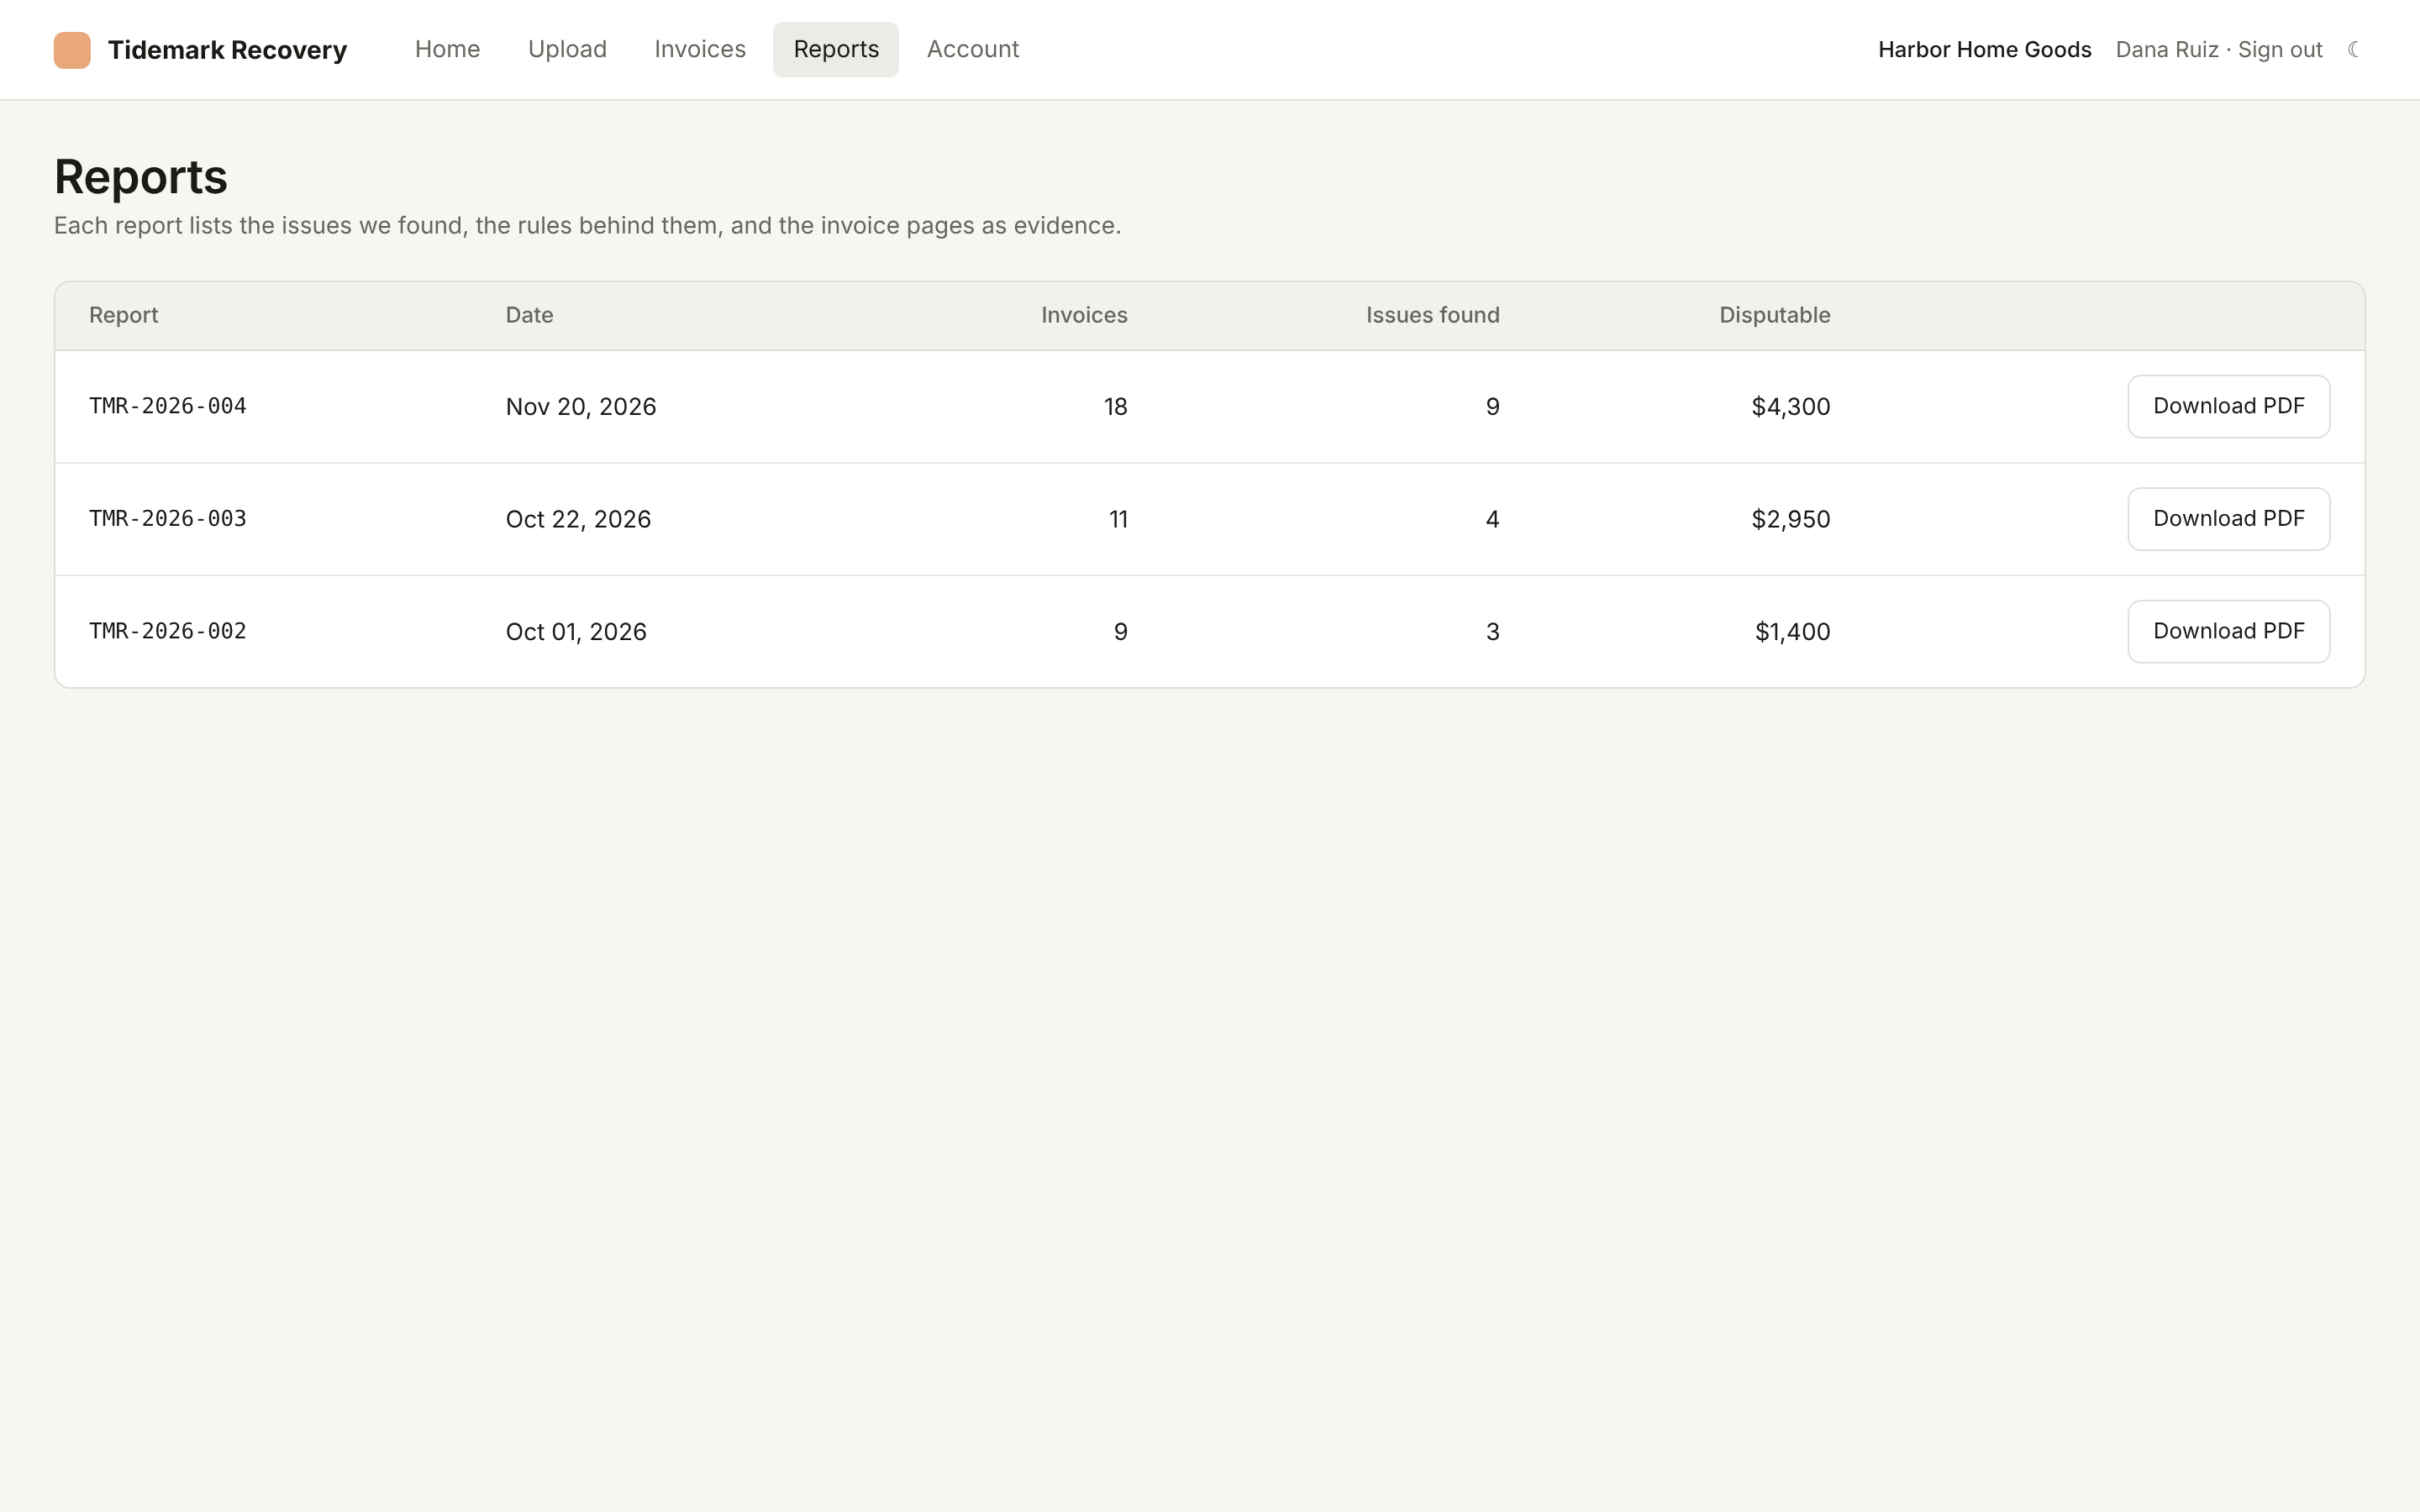 Tidemark Recovery Home Upload Invoices Reports Account Harbor Home Goods Dana Ruiz · Sign out ☾
Reports
Each report lists the issues we found, the rules behind them, and the invoice pages as evidence.
Report Date Invoices Issues found Disputable
TMR-2026-004 Nov 20, 2026 18 9 $4,300 Download PDF
TMR-2026-003 Oct 22, 2026 11 4 $2,950 Download PDF
TMR-2026-002 Oct 01, 2026 9 3 $1,400 Download PDF